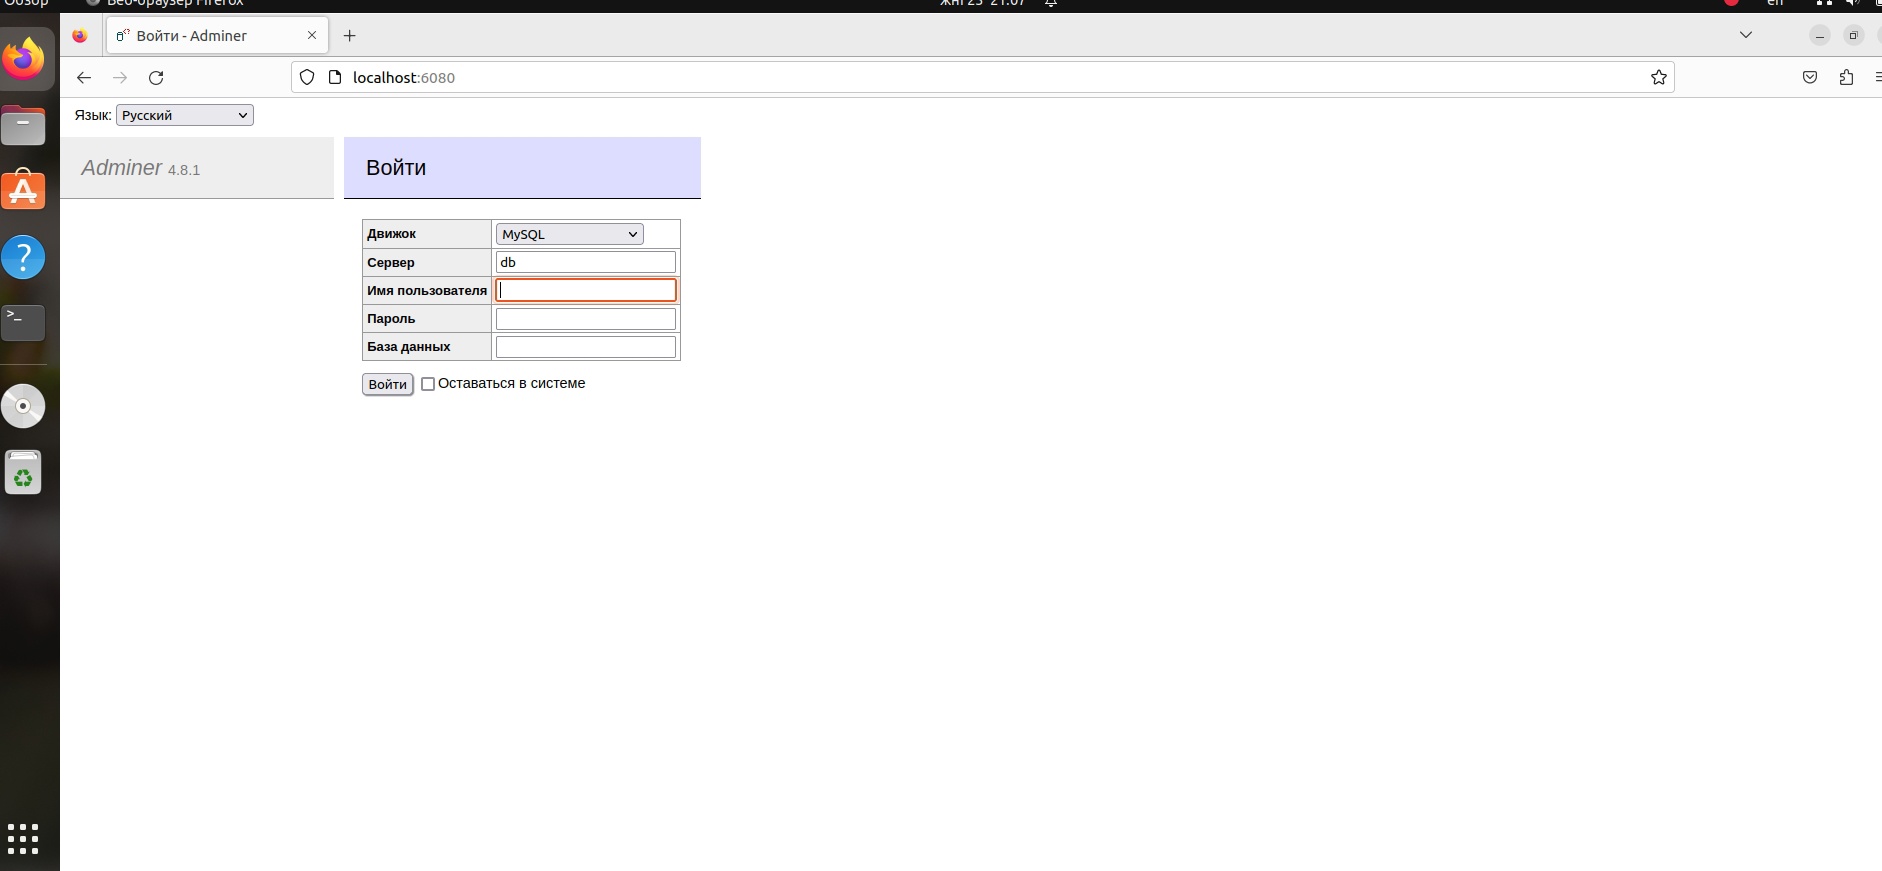 Обзор Веб-браузер Firefox 21:07 en
Войти - Adminer
localhost:6080
Язык: Русский
Adminer 4.8.1
Войти
Движок MySQL
Сервер db
Имя пользователя
Пароль
База данных
Войти Оставаться в системе